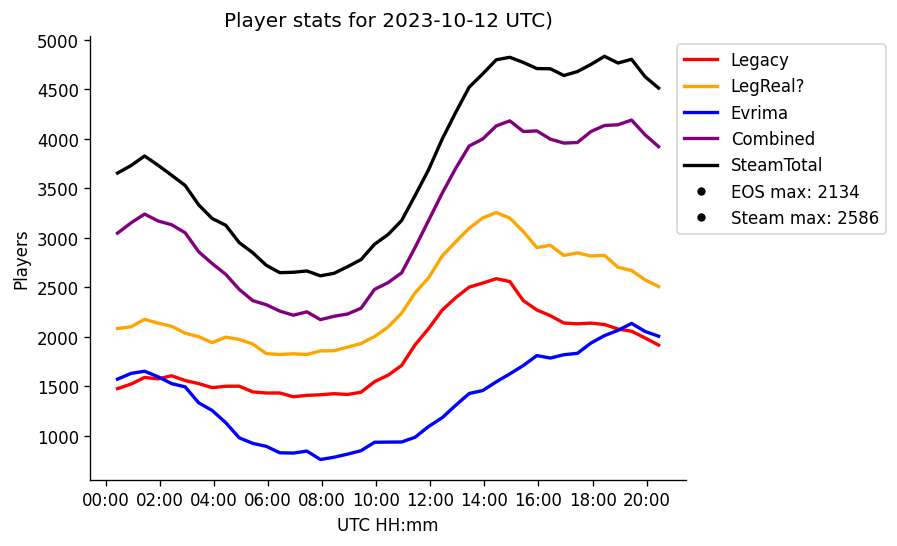 Player stats for 2023-10-12 UTC)
Players
5000
4500
4000
3500
3000
2500
2000
1500
1000
00:00 02:00 04:00 06:00 08:00 10:00 12:00 14:00 16:00 18:00 20:00
UTC HH:mm
Legacy
LegReal?
Evrima
Combined
SteamTotal
EOS max: 2134
Steam max: 2586